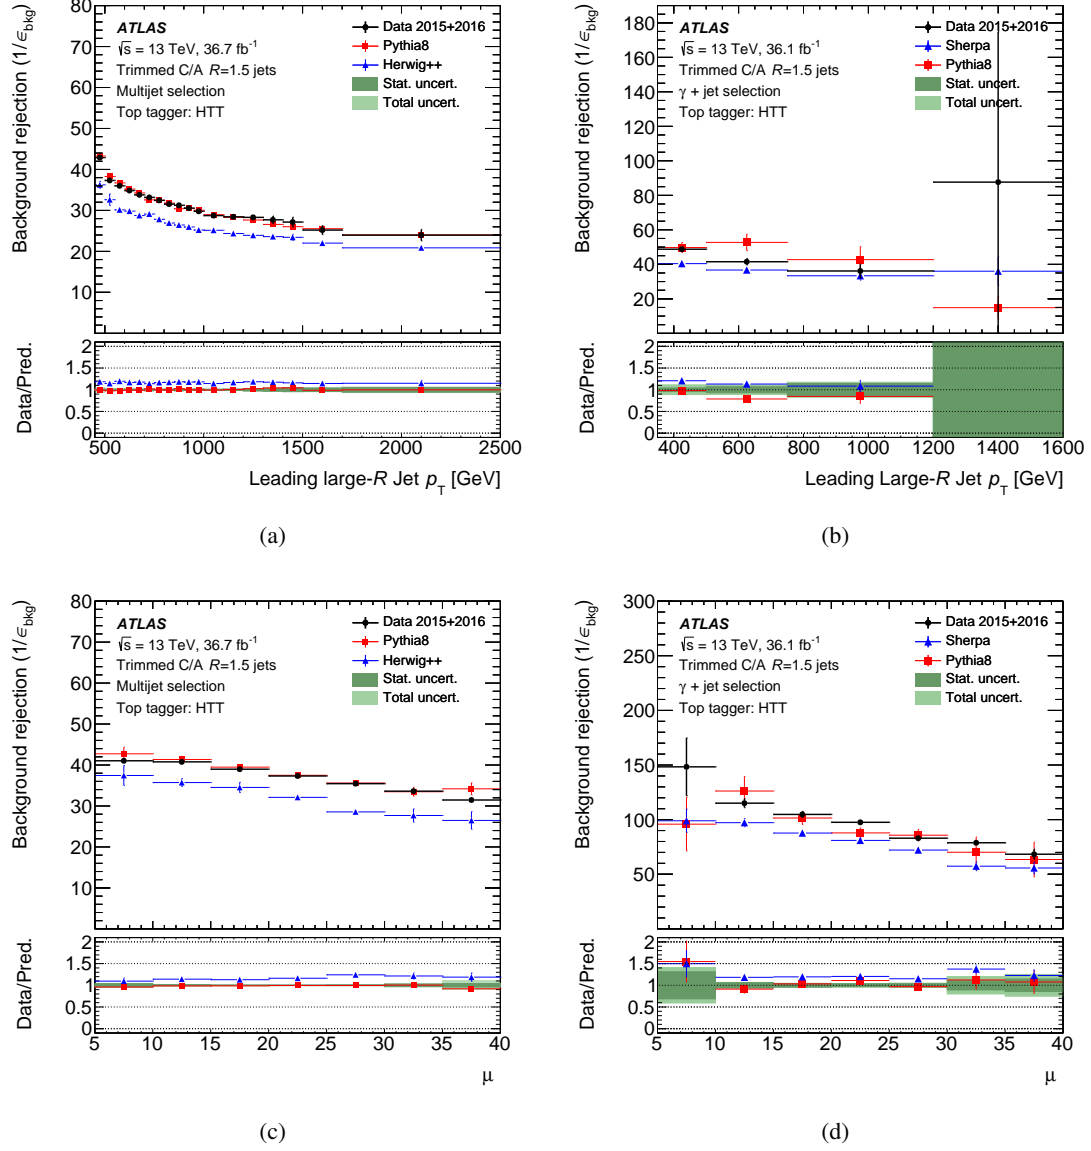 80
70
60
50
40
30
20
10
0
Background rejection (1/ϵbkg)
ATLAS
√s = 13 TeV, 36.7 fb-1
Trimmed C/A R=1.5 jets
Multijet selection
Top tagger: HTT
Data 2015+2016
Pythia8
Herwig++
Stat. uncert.
Total uncert.
2
1.5
1
0.5
0
Data/Pred.
500 1000 1500 2000 2500
Leading large-R Jet pT [GeV]
(a)
180
160
140
120
100
80
60
40
20
Background rejection (1/ϵbkg)
ATLAS
√s = 13 TeV, 36.1 fb-1
Trimmed C/A R=1.5 jets
γ + jet selection
Top tagger: HTT
Data 2015+2016
Sherpa
Pythia8
Stat. uncert.
Total uncert.
2
1.5
1
0.5
0
Data/Pred.
400 600 800 1000 1200 1400 1600
Leading Large-R Jet pT [GeV]
(b)
80
70
60
50
40
30
20
10
Background rejection (1/ϵbkg)
ATLAS
√s = 13 TeV, 36.7 fb-1
Trimmed C/A R=1.5 jets
Multijet selection
Top tagger: HTT
Data 2015+2016
Pythia8
Herwig++
Stat. uncert.
Total uncert.
2
1.5
1
0.5
0
Data/Pred.
5 10 15 20 25 30 35 40
μ
(c)
300
250
200
150
100
50
Background rejection (1/ϵbkg)
ATLAS
√s = 13 TeV, 36.1 fb-1
Trimmed C/A R=1.5 jets
γ + jet selection
Top tagger: HTT
Data 2015+2016
Sherpa
Pythia8
Stat. uncert.
Total uncert.
2
1.5
1
0.5
0
Data/Pred.
5 10 15 20 25 30 35 40
μ
(d)